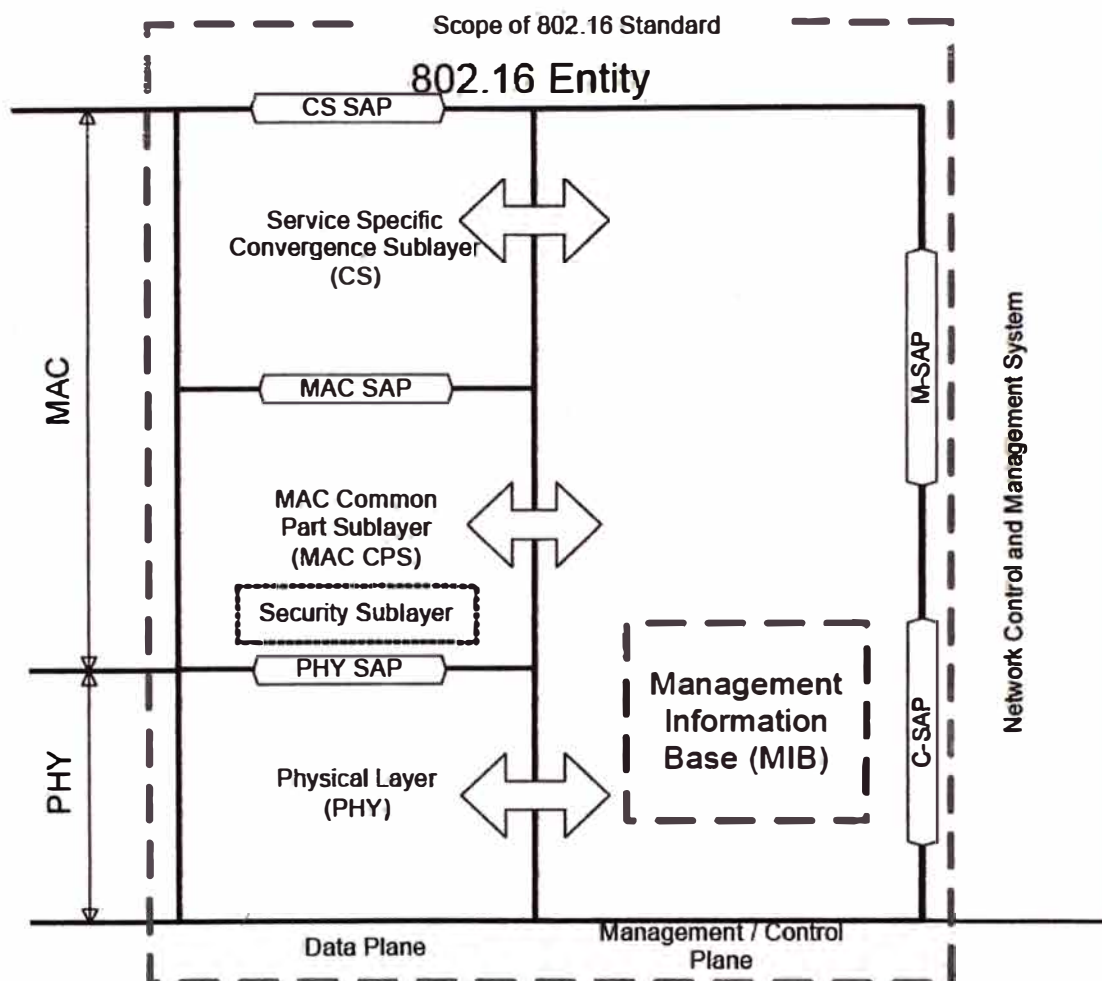 Scope of 802.16 Standard
802.16 Entity
CS SAP
Service Specific
Convergence Sublayer
(CS)
MAC
MAC SAP
M-SAP
Network Control and Management System
MAC Common
Part Sublayer
(MAC CPS)
Security Sublayer
PHY SAP
Management
Information
Base (MIB)
C-SAP
PHY
Physical Layer
(PHY)
Data Plane
Management / Control
Plane